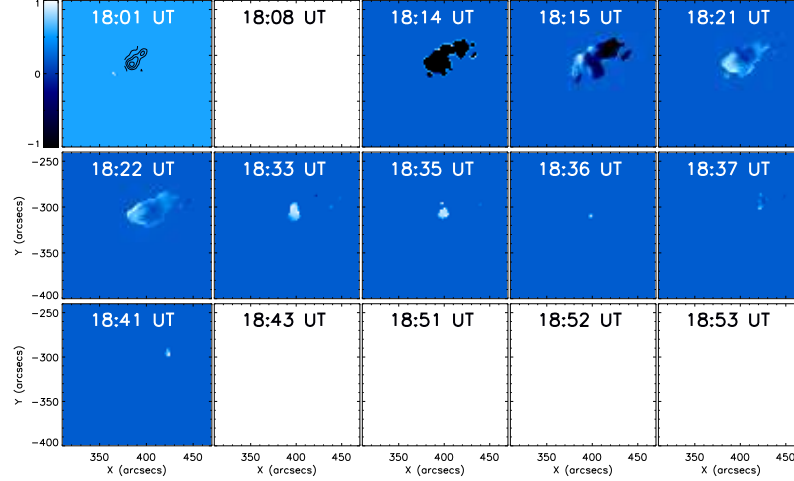 1
0
−1
18:01 UT
18:08 UT
18:14 UT
18:15 UT
18:21 UT
−250
−300
−350
−400
Y (arcsecs)
18:22 UT
18:33 UT
18:35 UT
18:36 UT
18:37 UT
−250
−300
−350
−400
Y (arcsecs)
18:41 UT
18:43 UT
18:51 UT
18:52 UT
18:53 UT
350 400 450 350 400 450 350 400 450 350 400 450 350 400 450
X (arcsecs) X (arcsecs) X (arcsecs) X (arcsecs) X (arcsecs)